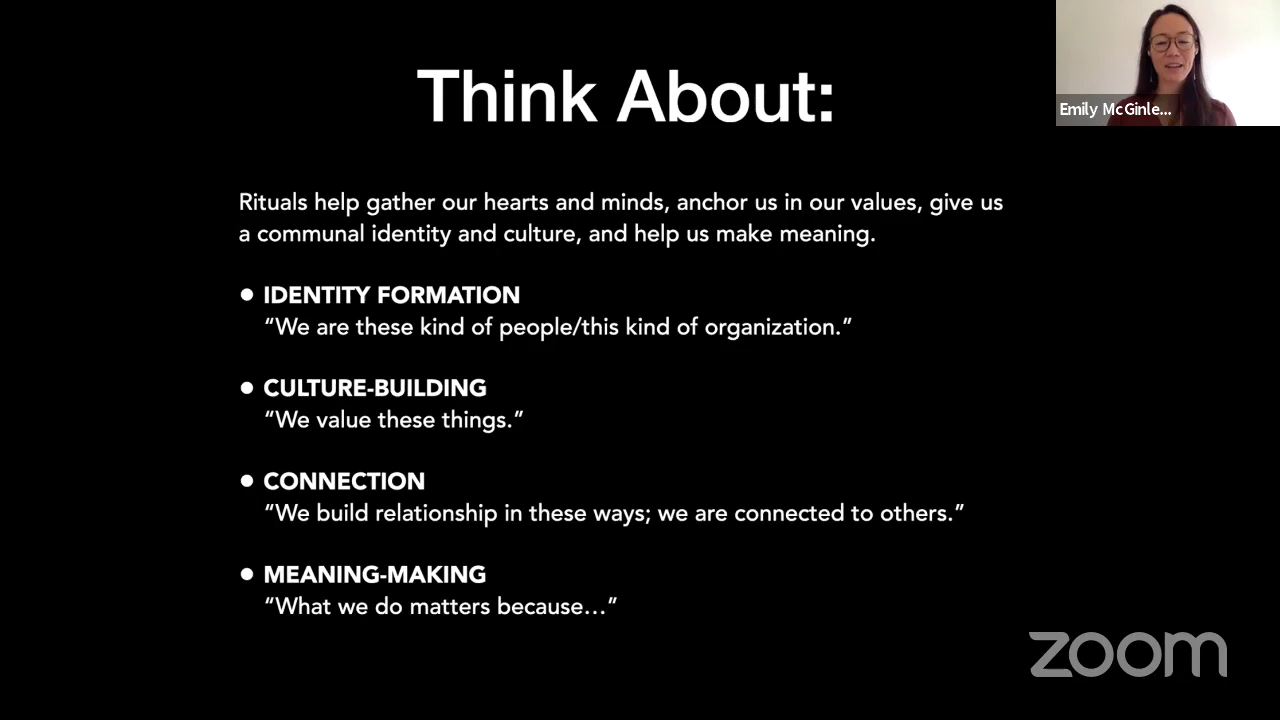 Think About:
Emily McGinle...
Rituals help gather our hearts and minds, anchor us in our values, give us
a communal identity and culture, and help us make meaning.
● IDENTITY FORMATION
“We are these kind of people/this kind of organization.”
● CULTURE-BUILDING
“We value these things.”
● CONNECTION
“We build relationship in these ways; we are connected to others.”
● MEANING-MAKING
“What we do matters because…”
zoom